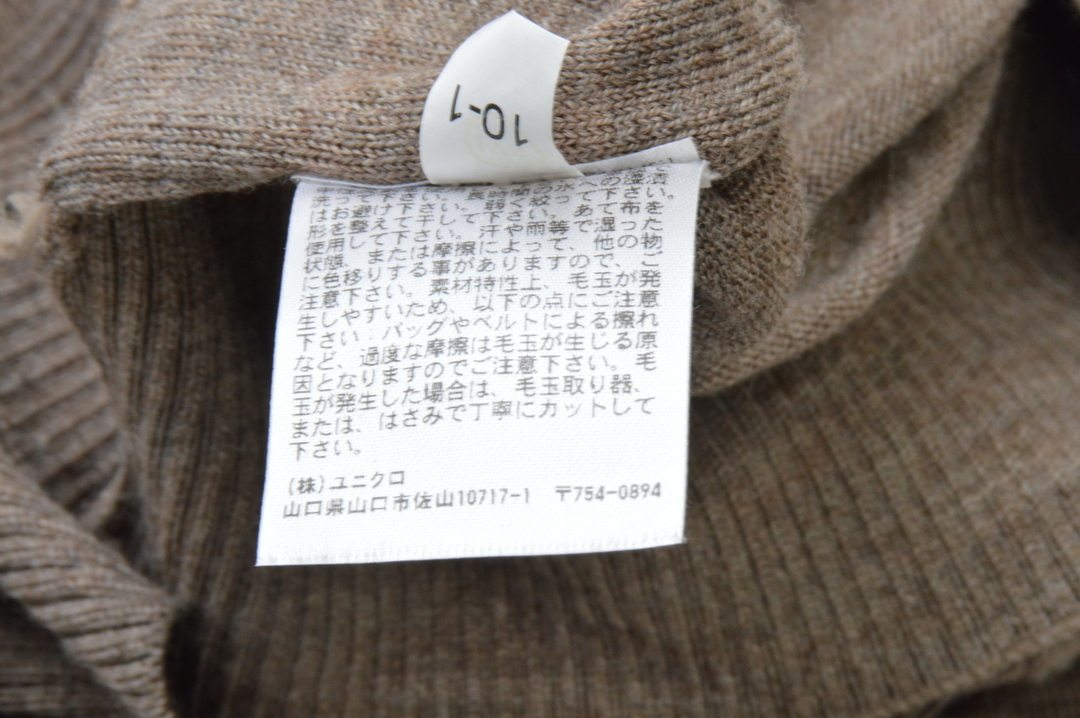 10-1
はお避け下さい。
形を整えて干して下さい。あて布を
使用して下さい。汗や雨等で湿った
状態、または摩擦によって、他の物
に色移りする事がありますので、ご
注意下さい。素材特性上、毛玉が発
生しやすいため、以下の点にご注意
下さい バッグやベルトによる擦れ
など、過度な摩擦は毛玉が生じる原
因となりますのでご注意下さい。毛
玉が発生した場合は、毛玉取り器、
または、はさみで丁寧にカットして
下さい。
(株)ユニクロ
山口県山口市佐山10717-1 〒754-0894